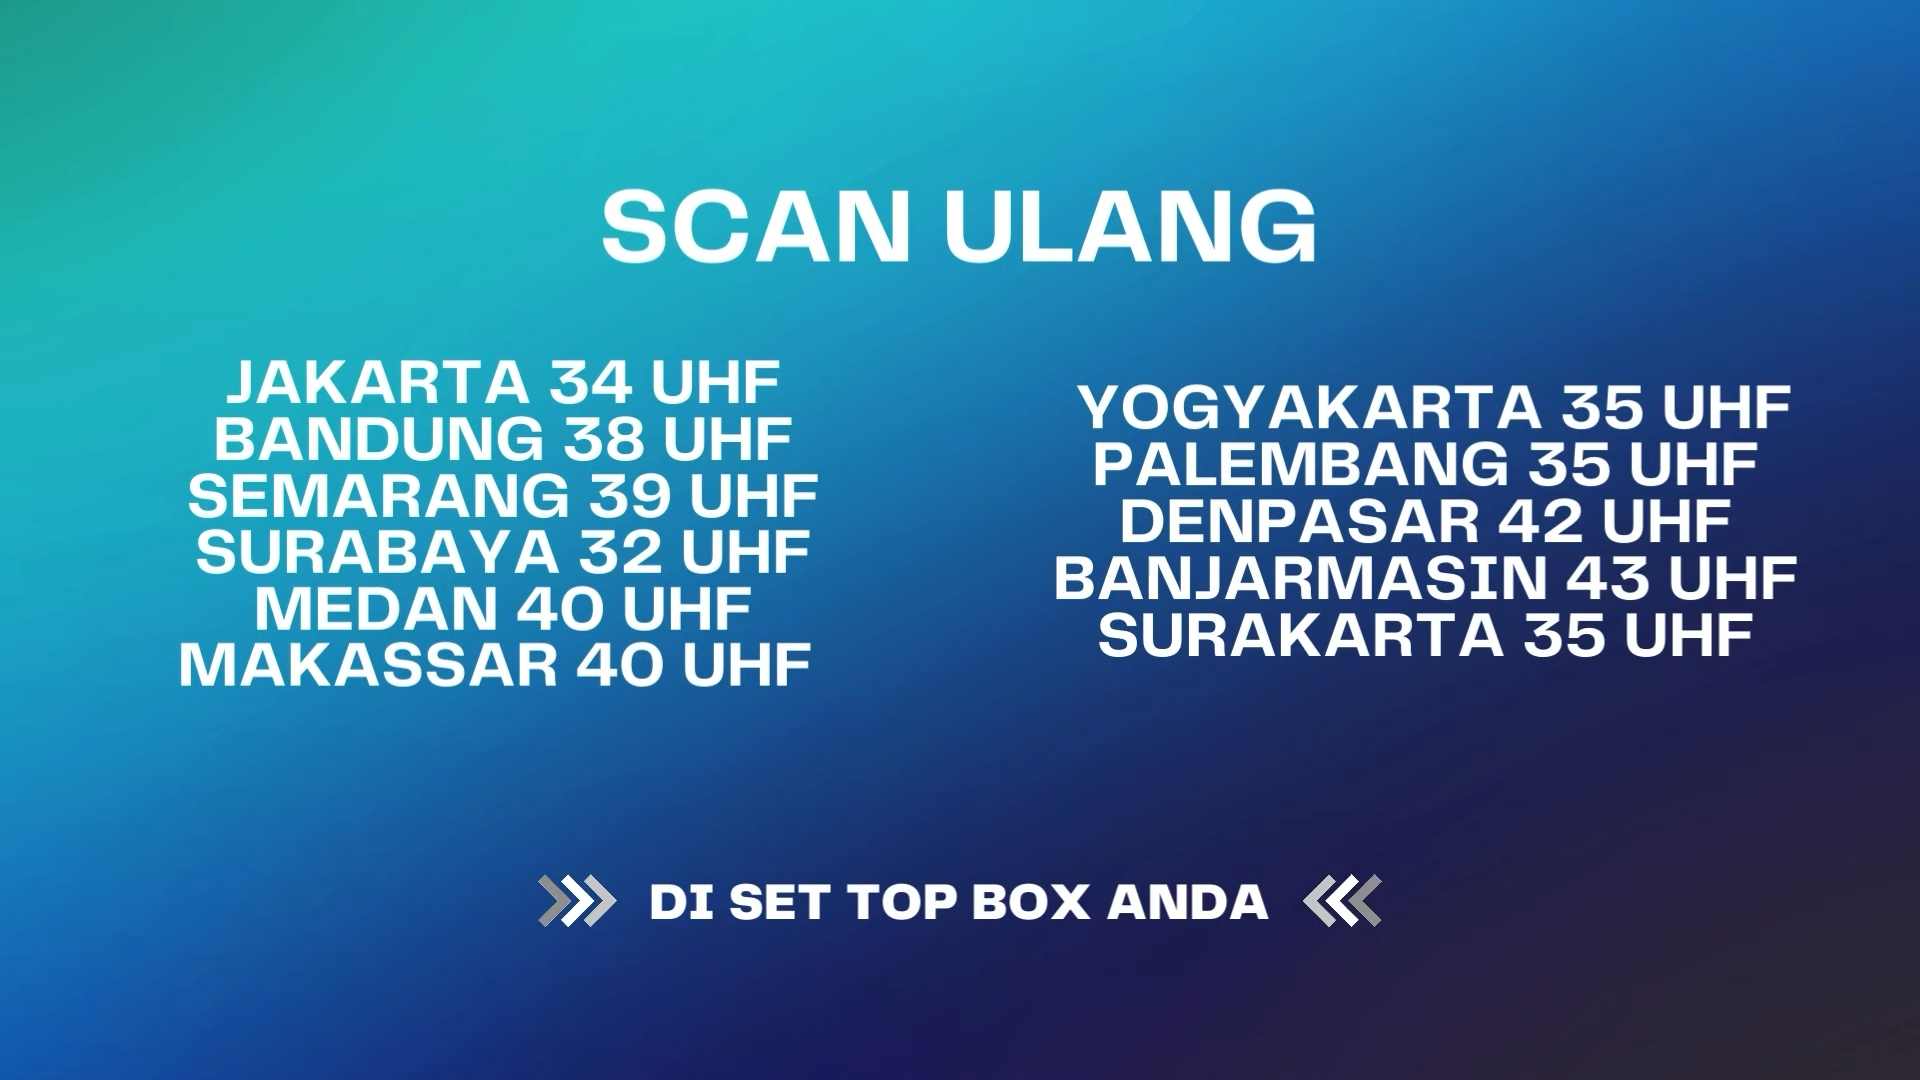 SCAN ULANG
JAKARTA 34 UHF
BANDUNG 38 UHF
SEMARANG 39 UHF
SURABAYA 32 UHF
MEDAN 40 UHF
MAKASSAR 40 UHF
YOGYAKARTA 35 UHF
PALEMBANG 35 UHF
DENPASAR 42 UHF
BANJARMASIN 43 UHF
SURAKARTA 35 UHF
DI SET TOP BOX ANDA